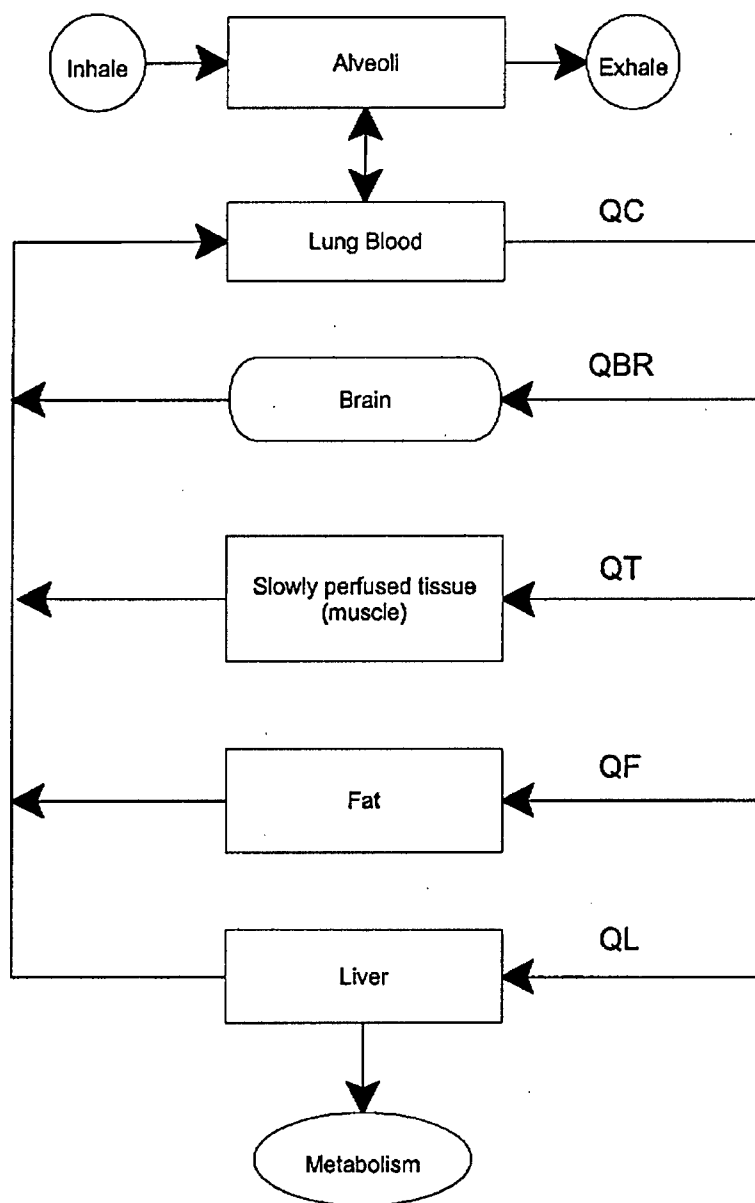 Inhale
Alveoli
Exhale
Lung Blood
QC
Brain
QBR
Slowly perfused tissue
(muscle)
QT
Fat
QF
Liver
QL
Metabolism